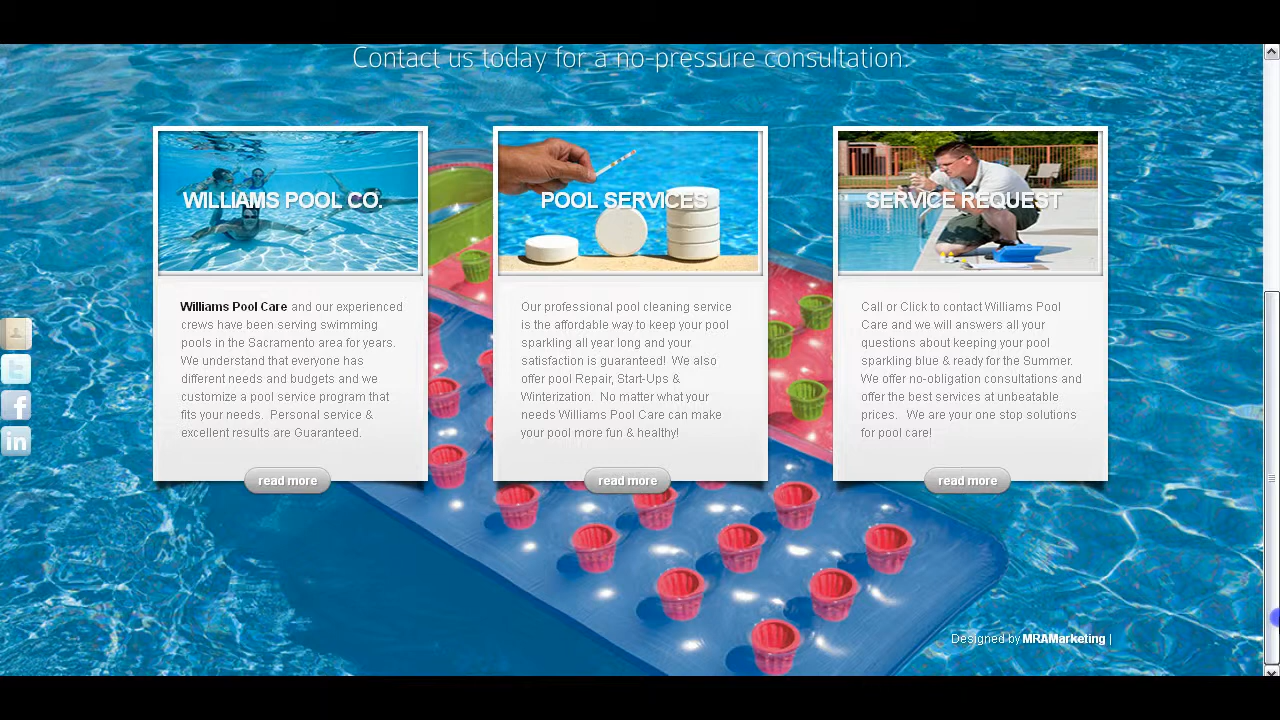 Contact us today for a no-pressure consultation.
WILLIAMS POOL CO.
Williams Pool Care and our experienced
crews have been serving swimming
pools in the Sacramento area for years.
We understand that everyone has
different needs and budgets and we
customize a pool service program that
fits your needs.  Personal service &
excellent results are Guaranteed.
read more
POOL SERVICES
Our professional pool cleaning service
is the affordable way to keep your pool
sparkling all year long and your
satisfaction is guaranteed!  We also
offer pool Repair, Start-Ups &
Winterization.  No matter what your
needs Williams Pool Care can make
your pool more fun & healthy!
read more
SERVICE REQUEST
Call or Click to contact Williams Pool
Care and we will answers all your
questions about keeping your pool
sparkling blue & ready for the Summer.
We offer no-obligation consultations and
offer the best services at unbeatable
prices.  We are your one stop solutions
for pool care!
read more
Designed by MRAMarketing |